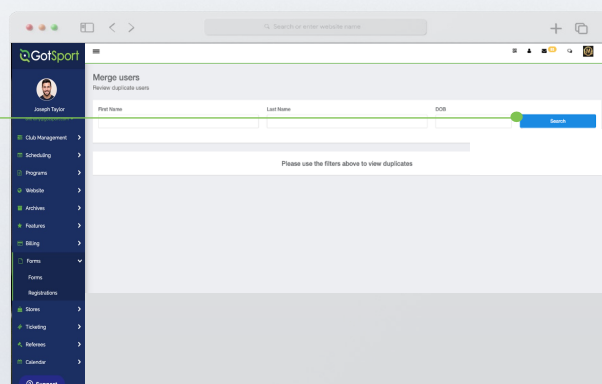 Search or enter website name
GotSport
Merge users
Review duplicate users
Joseph Taylor
First Name
Last Name
DOB
Search
Please use the filters above to view duplicates
Club Management
Scheduling
Programs
Website
Archives
Features
Billing
Forms
Forms
Registrations
Stores
Ticketing
Referees
Calendar
Support